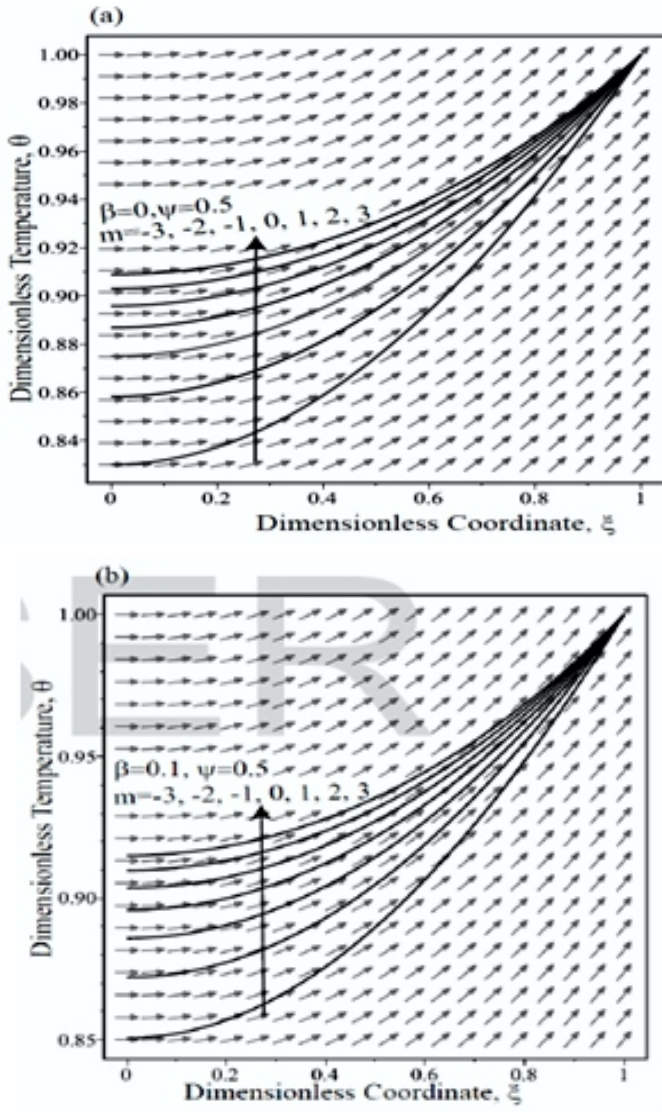 (a)
1.00
0.98
0.96
0.94
0.92
0.90
0.88
0.86
0.84
Dimensionless Temperature, θ
β=0,ψ=0.5
m=-3, -2, -1, 0, 1, 2, 3
0 0.2 0.4 0.6 0.8 1
Dimensionless Coordinate, ξ
(b)
SER
1.00
0.95
0.90
0.85
Dimensionless Temperature, θ
β=0.1, ψ=0.5
m=-3, -2, -1, 0, 1, 2, 3
0 0.2 0.4 0.6 0.8 1
Dimensionless Coordinate, ξ